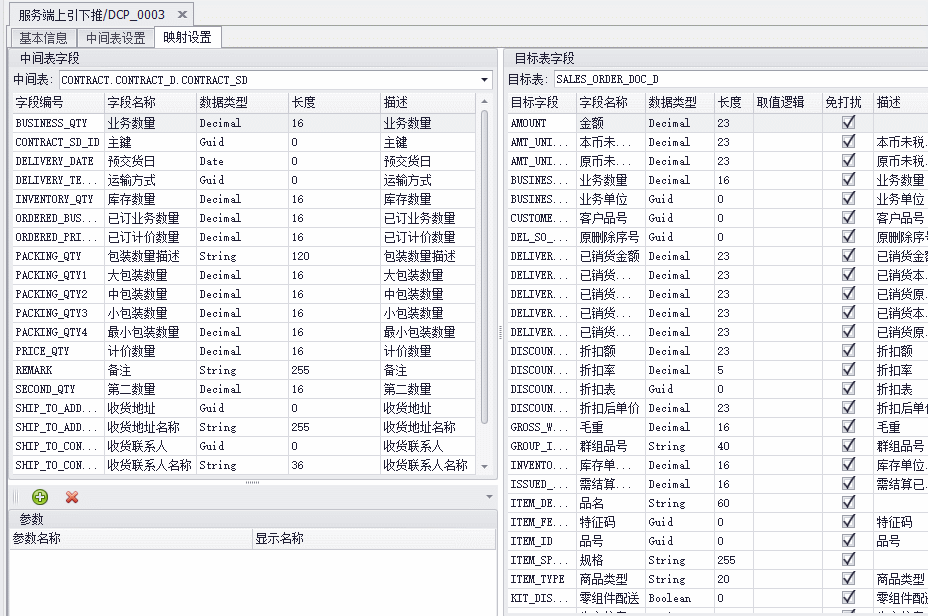 服务端上引下推/DCP_0003
基本信息 中间表设置 映射设置
中间表字段
中间表: CONTRACT.CONTRACT_D.CONTRACT_SD
字段编号 字段名称 数据类型 长度 描述
BUSINESS_QTY 业务数量 Decimal 16 业务数量
CONTRACT_SD_ID 主键 Guid 0 主键
DELIVERY_DATE 预交货日 Date 0 预交货日
DELIVERY_TE... 运输方式 Guid 0 运输方式
INVENTORY_QTY 库存数量 Decimal 16 库存数量
ORDERED_BUS... 已订业务数量 Decimal 16 已订业务数量
ORDERED_PRI... 已订计价数量 Decimal 16 已订计价数量
PACKING_QTY 包装数量描述 String 120 包装数量描述
PACKING_QTY1 大包装数量 Decimal 16 大包装数量
PACKING_QTY2 中包装数量 Decimal 16 中包装数量
PACKING_QTY3 小包装数量 Decimal 16 小包装数量
PACKING_QTY4 最小包装数量 Decimal 16 最小包装数量
PRICE_QTY 计价数量 Decimal 16 计价数量
REMARK 备注 String 255 备注
SECOND_QTY 第二数量 Decimal 16 第二数量
SHIP_TO_ADD... 收货地址 Guid 0 收货地址
SHIP_TO_ADD... 收货地址名称 String 255 收货地址名称
SHIP_TO_CON... 收货联系人 Guid 0 收货联系人
SHIP_TO_CON... 收货联系人名称 String 36 收货联系人名称
参数
参数名称 显示名称
目标表字段
目标表: SALES_ORDER_DOC_D
目标字段 字段名称 数据类型 长度 取值逻辑 免打扰 描述
AMOUNT 金额 Decimal 23
AMT_UNI... 本币未... Decimal 23 本币未税.
AMT_UNI... 原币未... Decimal 23 原币未税.
BUSINES... 业务数量 Decimal 16 业务数量
BUSINES... 业务单位 Guid 0 业务单位
CUSTOME... 客户品号 Guid 0 客户品号
DEL_SO_... 原删除序号 Guid 0 原删除序
DELIVER... 已销货金额 Decimal 23 已销货金
DELIVER... 已销货... Decimal 23 已销货本.
DELIVER... 已销货... Decimal 23 已销货原.
DELIVER... 已销货... Decimal 23 已销货本.
DELIVER... 已销货... Decimal 23 已销货原.
DISCOUN... 折扣额 Decimal 23 折扣额
DISCOUN... 折扣率 Decimal 5 折扣率
DISCOUN... 折扣表 Guid 0 折扣表
DISCOUN... 折扣后单价 Decimal 23 折扣后单
GROSS_W... 毛重 Decimal 16 毛重
GROUP_I... 群组品号 String 40 群组品号
INVENTO... 库存单... Decimal 16 库存单位.
ISSUED_... 需结算... Decimal 16 需结算已.
ITEM_DE... 品名 String 60
ITEM_FE... 特征码 Guid 0 特征码
ITEM_ID 品号 Guid 0 品号
ITEM_SP... 规格 String 255
ITEM_TYPE 商品类型 String 20 商品类型
KIT_DIS... 零组件配送 Boolean 0 零组件配